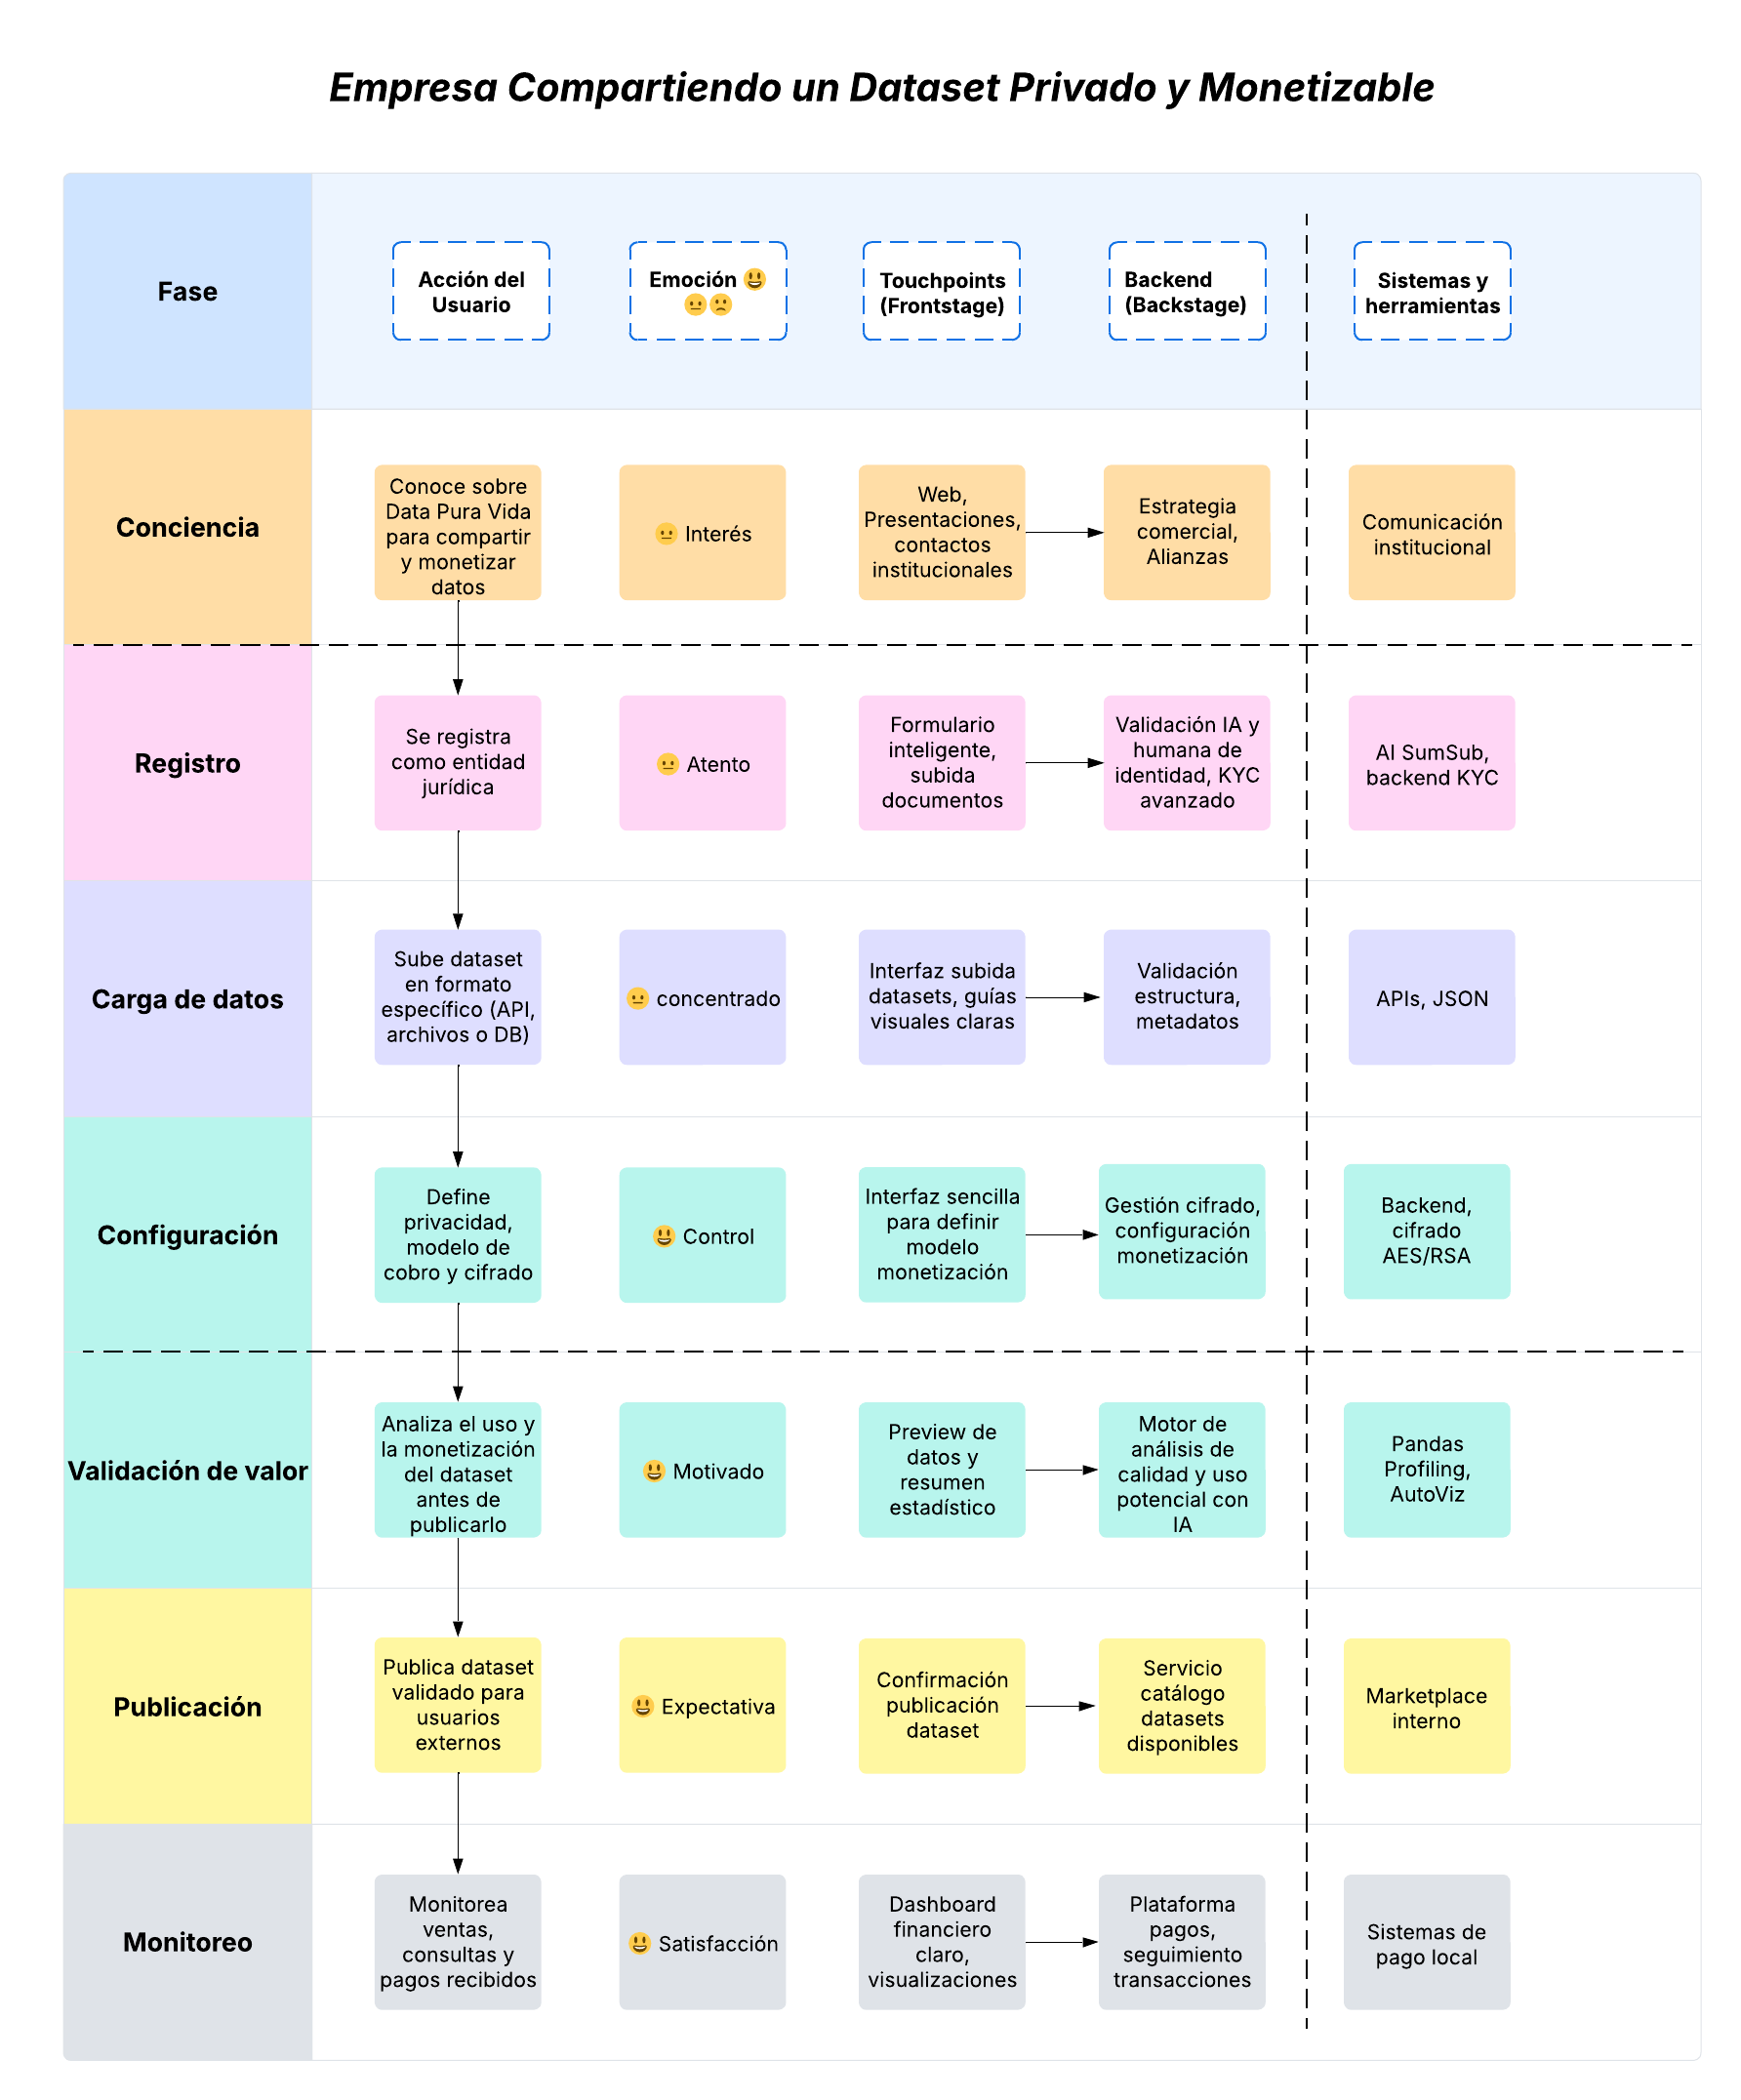 Empresa Compartiendo un Dataset Privado y Monetizable
Fase
Acción del
Usuario
Emoción 😃
😐🙁
Touchpoints
(Frontstage)
Backend
(Backstage)
Sistemas y
herramientas
Conciencia
Conoce sobre
Data Pura Vida
para compartir
y monetizar
datos
😐 Interés
Web,
Presentaciones,
contactos
institucionales
Estrategia
comercial,
Alianzas
Comunicación
institucional
Registro
Se registra
como entidad
jurídica
😐 Atento
Formulario
inteligente,
subida
documentos
Validación IA y
humana de
identidad, KYC
avanzado
AI SumSub,
backend KYC
Carga de datos
Sube dataset
en formato
específico (API,
archivos o DB)
😐 concentrado
Interfaz subida
datasets, guías
visuales claras
Validación
estructura,
metadatos
APIs, JSON
Configuración
Define
privacidad,
modelo de
cobro y cifrado
😃 Control
Interfaz sencilla
para definir
modelo
monetización
Gestión cifrado,
configuración
monetización
Backend,
cifrado
AES/RSA
Validación de valor
Analiza el uso y
la monetización
del dataset
antes de
publicarlo
😃 Motivado
Preview de
datos y
resumen
estadístico
Motor de
análisis de
calidad y uso
potencial con
IA
Pandas
Profiling,
AutoViz
Publicación
Publica dataset
validado para
usuarios
externos
😃 Expectativa
Confirmación
publicación
dataset
Servicio
catálogo
datasets
disponibles
Marketplace
interno
Monitoreo
Monitorea
ventas,
consultas y
pagos recibidos
😃 Satisfacción
Dashboard
financiero
claro,
visualizaciones
Plataforma
pagos,
seguimiento
transacciones
Sistemas de
pago local